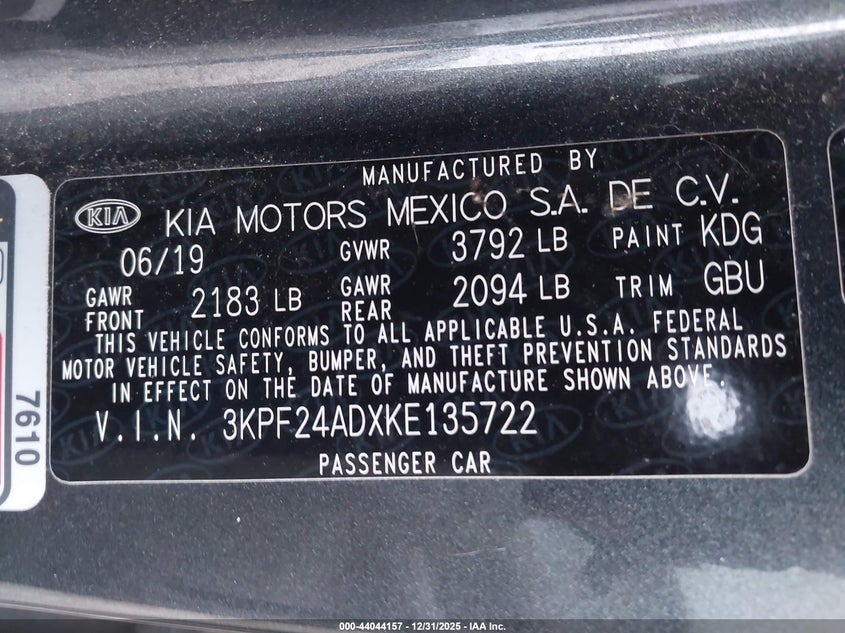 MANUFACTURED BY
KIA KIA MOTORS MEXICO S.A. DE C.V.
06/19 GVWR 3792 LB PAINT KDG
GAWR FRONT 2183 LB GAWR REAR 2094 LB TRIM GBU
THIS VEHICLE CONFORMS TO ALL APPLICABLE U.S.A. FEDERAL
MOTOR VEHICLE SAFETY, BUMPER, AND THEFT PREVENTION STANDARDS
IN EFFECT ON THE DATE OF MANUFACTURE SHOWN ABOVE.
V.I.N. 3KPF24ADXKE135722
PASSENGER CAR
7610
000-44044157 - 12/31/2025 - IAA Inc.